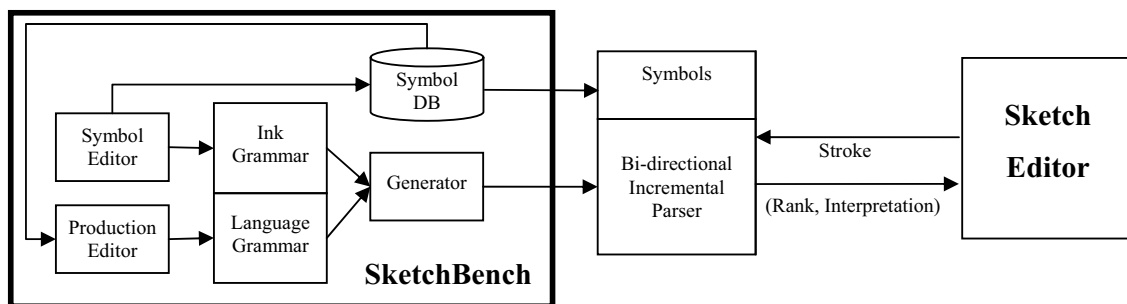 Symbol
DB
Symbol
Editor
Ink
Grammar
Generator
Production
Editor
Language
Grammar
SketchBench
Symbols
Bi-directional
Incremental
Parser
Stroke
(Rank, Interpretation)
Sketch
Editor